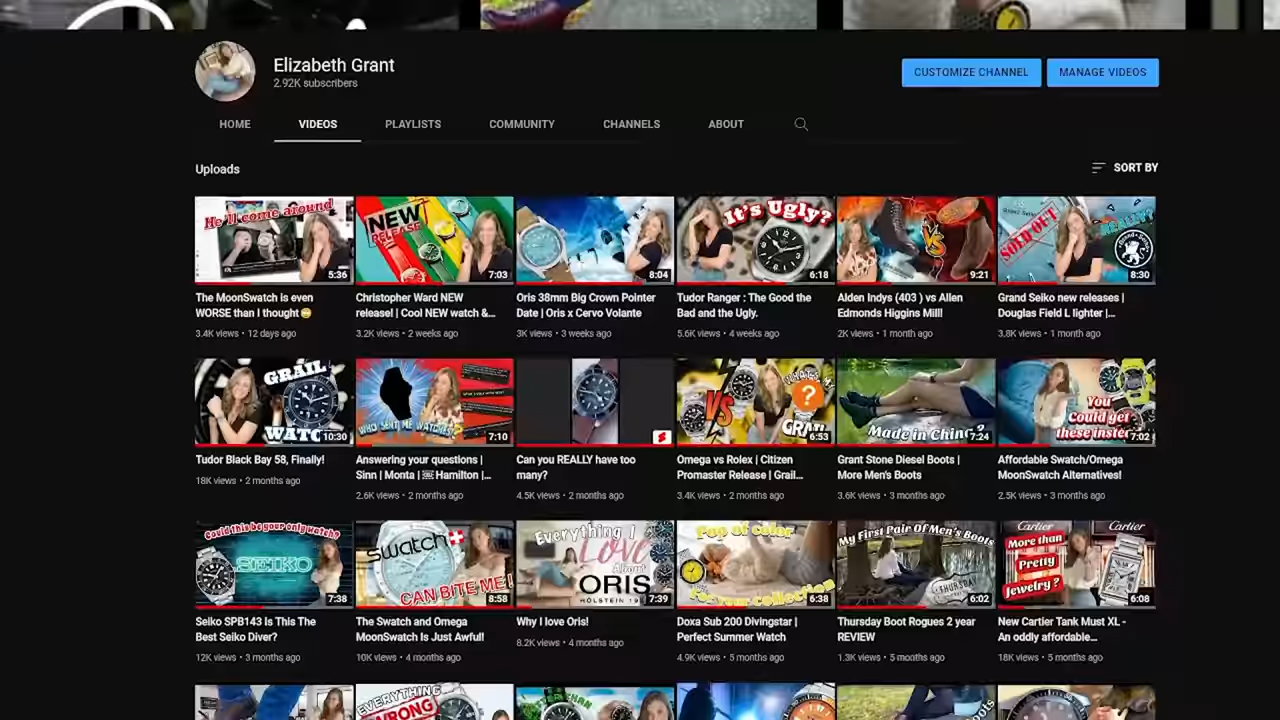 Elizabeth Grant
2.92K subscribers
CUSTOMIZE CHANNEL
MANAGE VIDEOS
HOME
VIDEOS
PLAYLISTS
COMMUNITY
CHANNELS
ABOUT
Uploads
SORT BY
He'll come around
5:36
NEW
RELEASE
7:03
8:04
It's Ugly?
6:18
VS
9:21
SOLD OUT
8:30
The MoonSwatch is even
WORSE than I thought🙄
3.4K views • 12 days ago
Christopher Ward NEW
release! | Cool NEW watch &...
3.2K views • 2 weeks ago
Oris 38mm Big Crown Pointer
Date | Oris x Cervo Volante
3K views • 3 weeks ago
Tudor Ranger : The Good the
Bad and the Ugly.
5.6K views • 4 weeks ago
Alden Indys (403 ) vs Allen
Edmonds Higgins Mill!
2K views • 1 month ago
Grand Seiko new releases |
Douglas Field L lighter |...
3.8K views • 1 month ago
GRAIL
WATC
10:30
WHO SENT ME WATCHES?
7:10
VS
WHAT'S MY
?
GRAIL
6:53
Made in China?
7:24
You
Could get
these instead
7:02
Tudor Black Bay 58, Finally!
18K views • 2 months ago
Answering your questions |
Sinn | Monta | ￼ Hamilton |...
2.6K views • 2 months ago
Can you REALLY have too
many?
4.5K views • 2 months ago
Omega vs Rolex | Citizen
Promaster Release | Grail...
3.4K views • 2 months ago
Grant Stone Diesel Boots |
More Men's Boots
3.6K views • 3 months ago
Affordable Swatch/Omega
MoonSwatch Alternatives!
2.5K views • 3 months ago
Could this be your only watch?
SEIKO
7:38
swatch
CAN BITE ME!
8:58
Everything I
LOVE
About
ORIS
HOLSTEIN 19
7:39
Pop of color
for your collection
6:38
My First Pair Of Men's Boots
THURSDAY
6:02
Cartier
Cartier
More than
Pretty
Jewelry ?
6:08
Seiko SPB143 Is This The
Best Seiko Diver?
12K views • 3 months ago
The Swatch and Omega
MoonSwatch Is Just Awful!
10K views • 4 months ago
Why I love Oris!
8.2K views • 4 months ago
Doxa Sub 200 Divingstar |
Perfect Summer Watch
4.9K views • 5 months ago
Thursday Boot Rogues 2 year
REVIEW
1.3K views • 5 months ago
New Cartier Tank Must XL -
An oddly affordable...
18K views • 5 months ago
EVERYTHING
WRONG